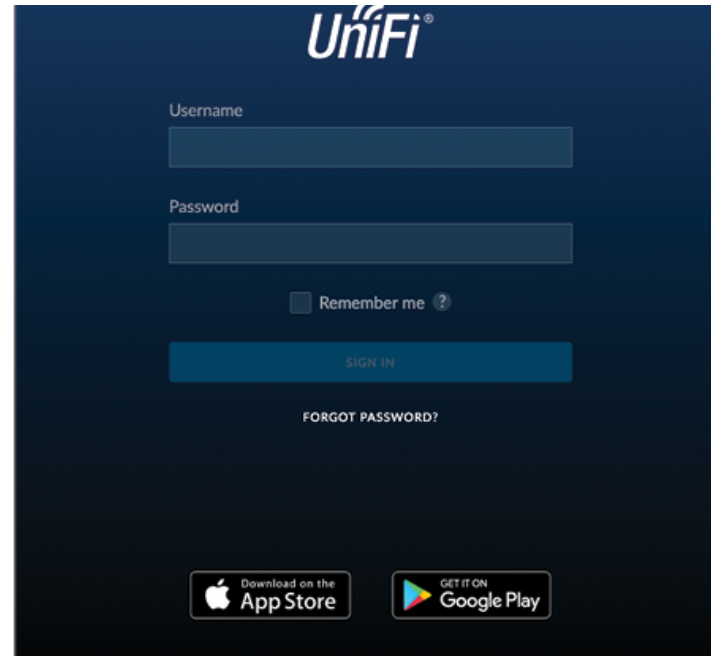 UniFi®
Username
Password
Remember me ?
SIGN IN
FORGOT PASSWORD?
Download on the
App Store
GET IT ON
Google Play